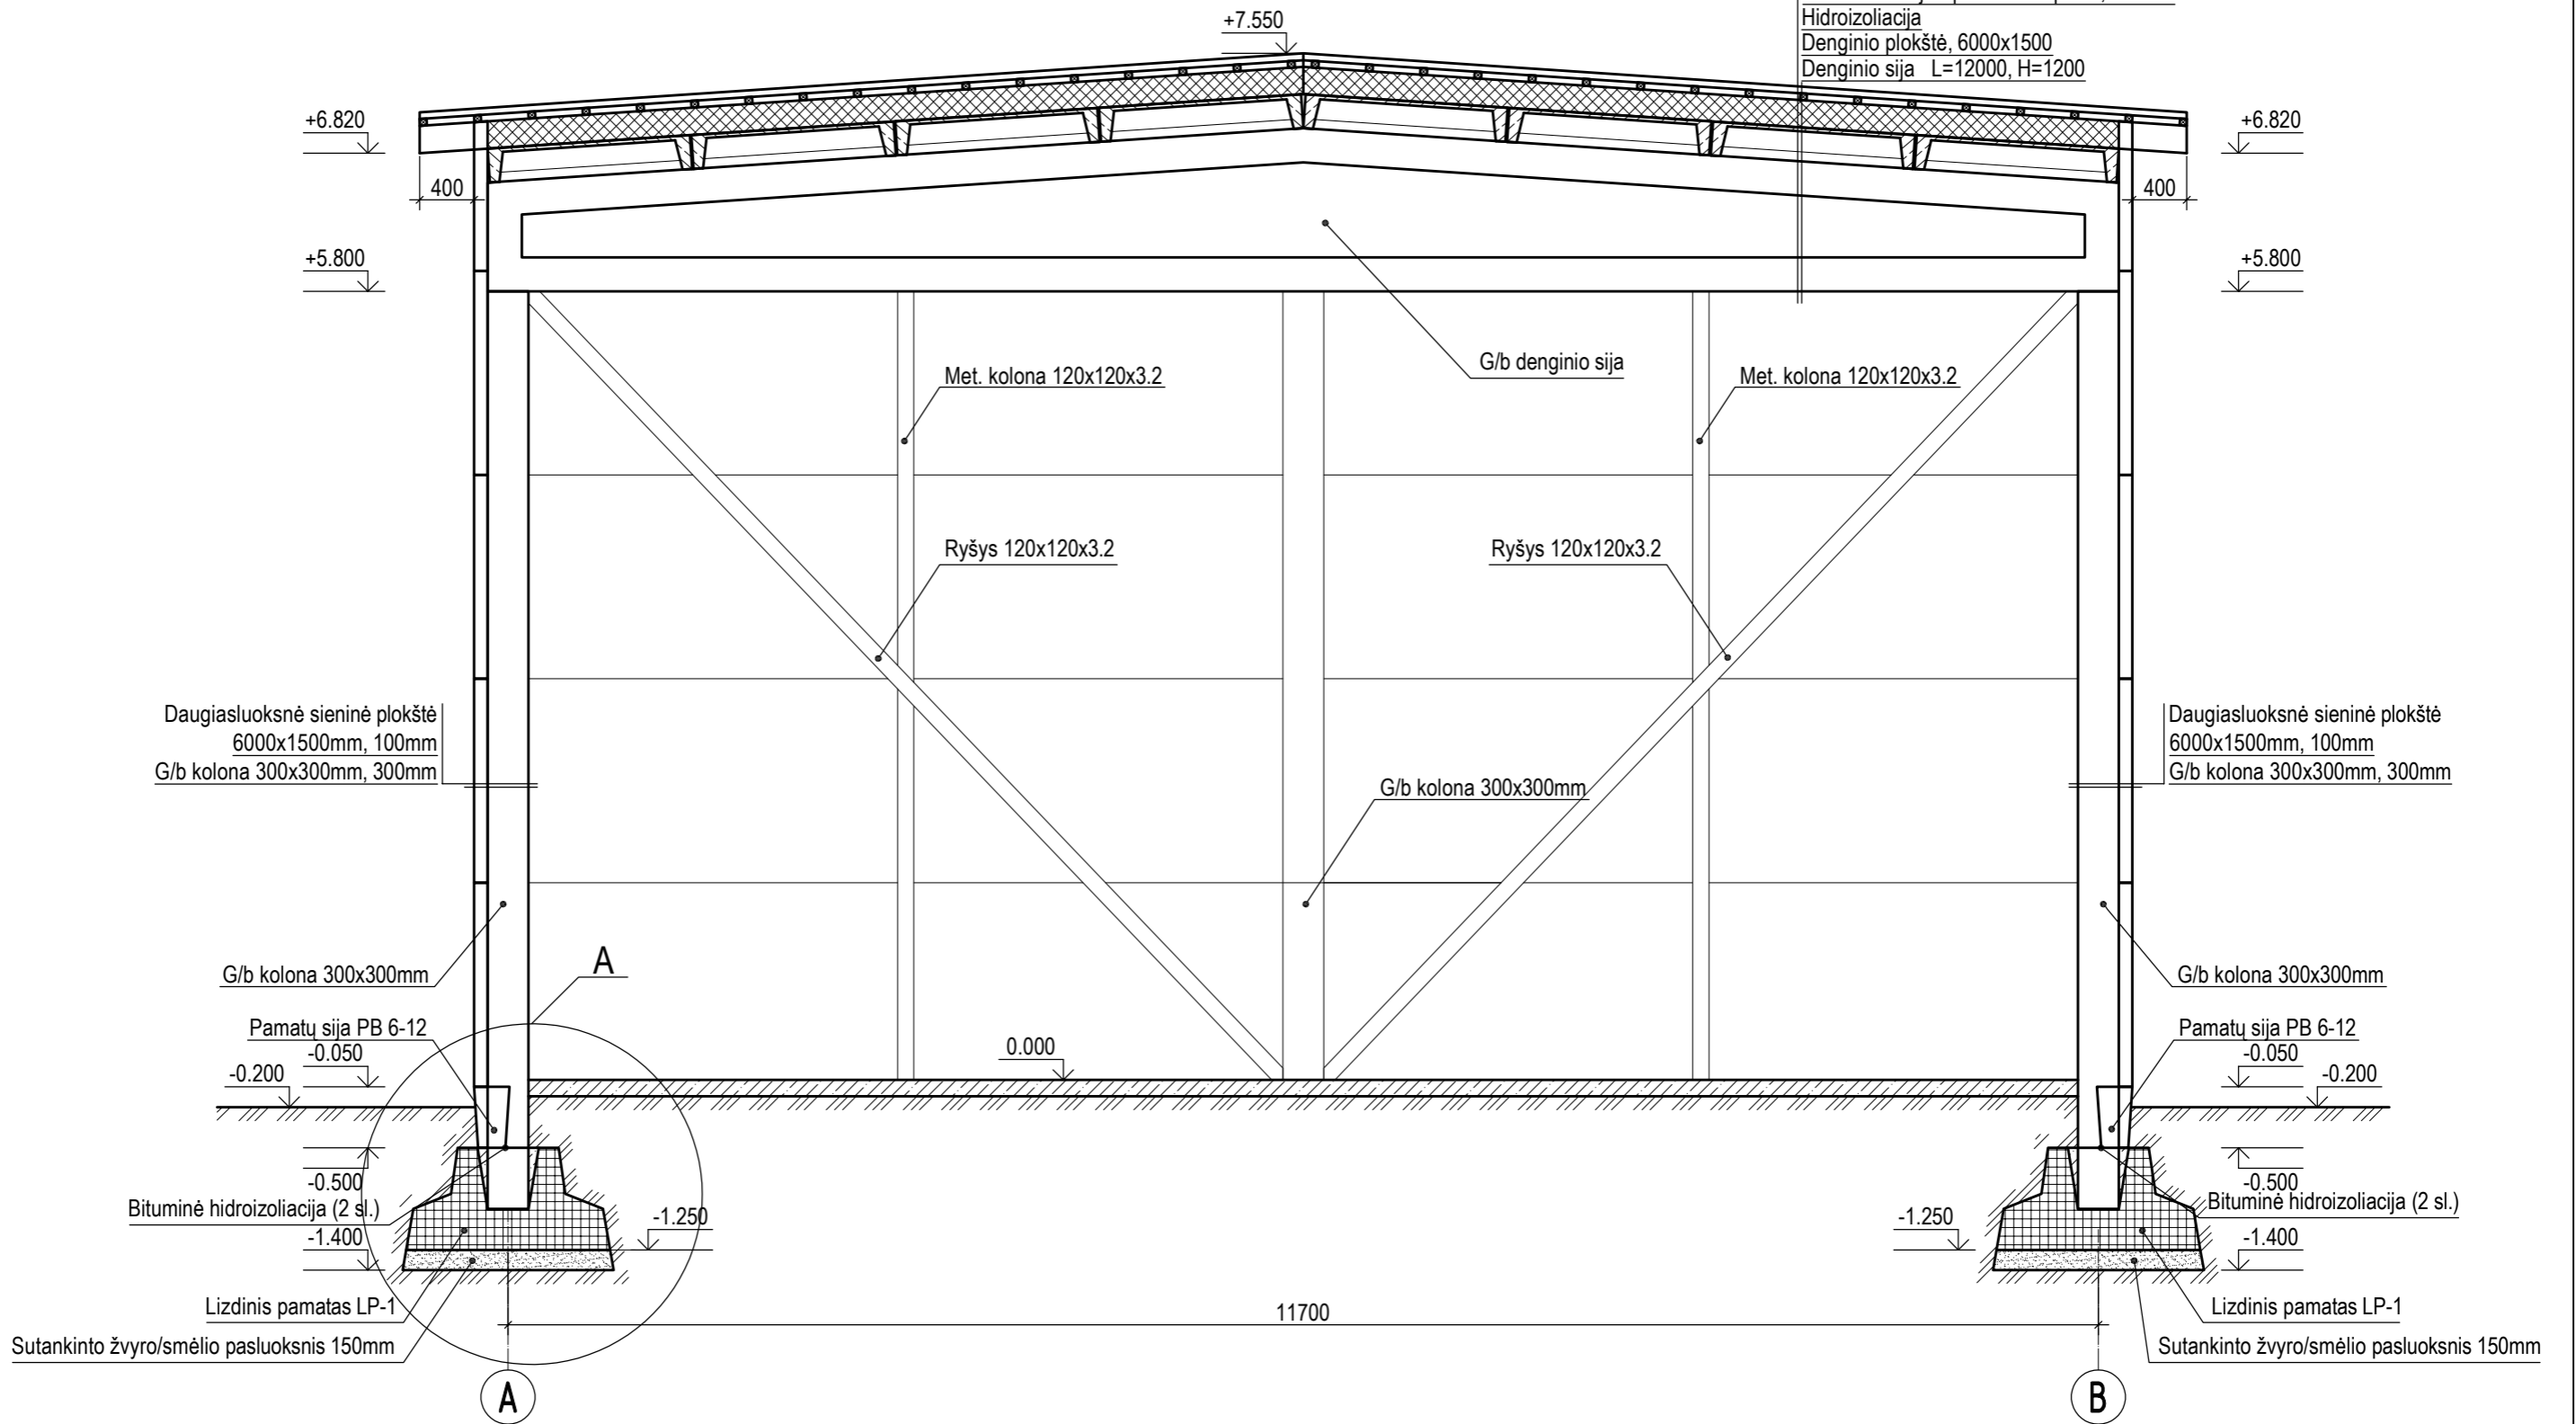 +7.550
Hidroizoliacija
Denginio plokštė, 6000x1500
Denginio sija L=12000, H=1200
+6.820
+6.820
400
400
+5.800
+5.800
G/b denginio sija
Met. kolona 120x120x3.2
Met. kolona 120x120x3.2
Ryšys 120x120x3.2
Ryšys 120x120x3.2
Daugiasluoksnė sieninė plokštė
6000x1500mm, 100mm
G/b kolona 300x300mm, 300mm
Daugiasluoksnė sieninė plokštė
6000x1500mm, 100mm
G/b kolona 300x300mm, 300mm
G/b kolona 300x300mm
A
G/b kolona 300x300mm
G/b kolona 300x300mm
Pamatų sija PB 6-12
Pamatų sija PB 6-12
-0.050
0.000
-0.050
-0.200
-0.200
-0.500
-0.500
Bituminė hidroizoliacija (2 sl.)
Bituminė hidroizoliacija (2 sl.)
-1.250
-1.250
-1.400
-1.400
Lizdinis pamatas LP-1
11700
Lizdinis pamatas LP-1
Sutankinto žvyro/smėlio pasluoksnis 150mm
Sutankinto žvyro/smėlio pasluoksnis 150mm
A
B